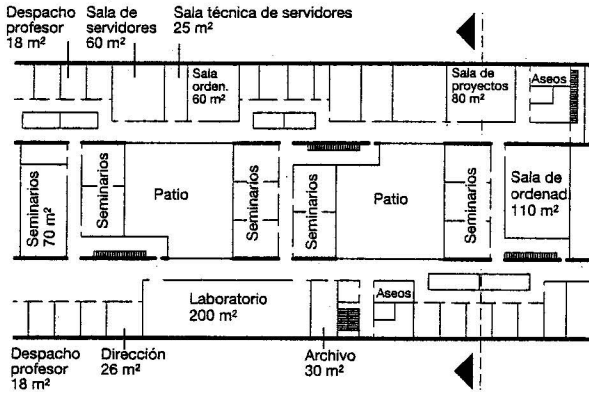 Despacho
profesor
18 m²
Sala de
servidores
60 m²
Sala técnica de servidores
25 m²
Sala
orden.
60 m²
Sala de
proyectos
80 m²
Aseos
Seminarios
70 m²
Seminarios
Patio
Seminarios
Seminarios
Patio
Seminarios
Sala de
ordenad.
110 m²
Laboratorio
200 m²
Aseos
Despacho
profesor
18 m²
Dirección
26 m²
Archivo
30 m²